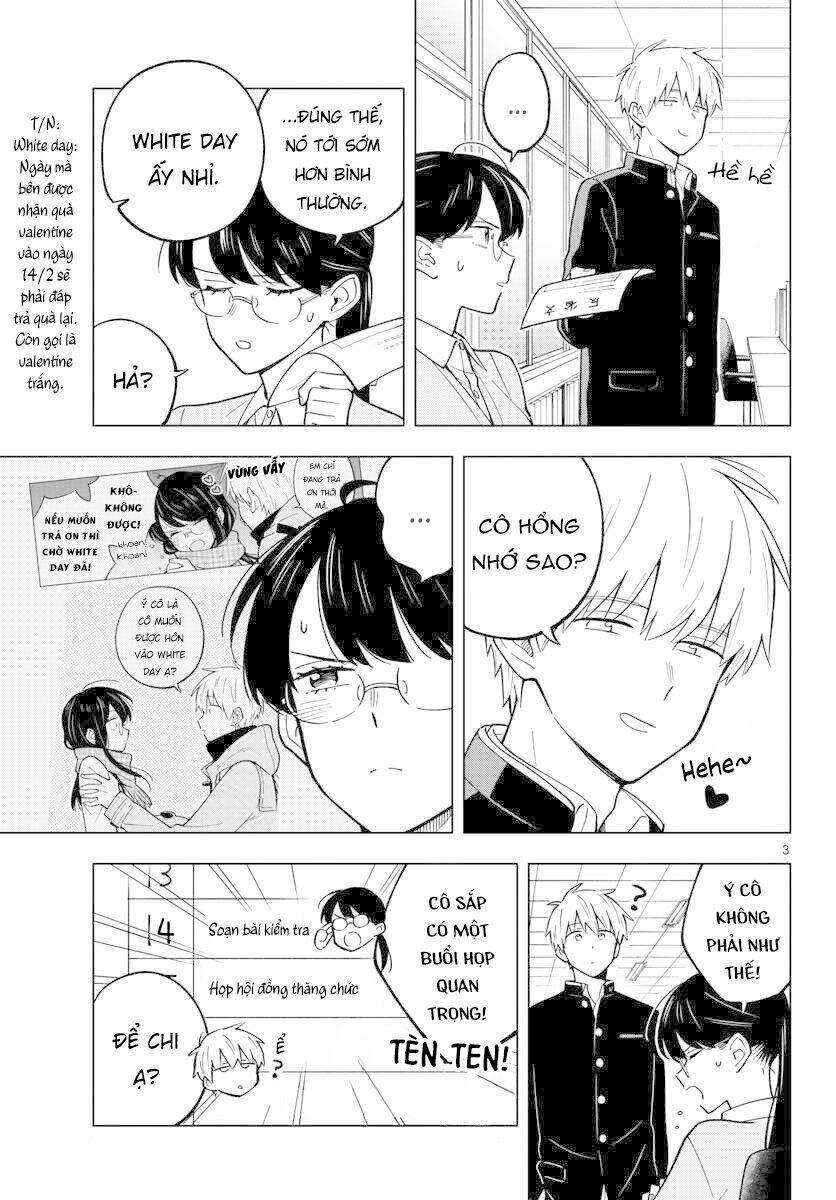 ...
Hề hề
...ĐÚNG THẾ,
NÓ TỚI SỚM
HƠN BÌNH
THƯỜNG.
WHITE DAY
ẤY NHỈ.
HẢ?
T/N:
White day:
Ngày mà
bên được
nhận quà
valentine
vào ngày
14/2 sẽ
phải đáp
trả quà lại.
Còn gọi là
valentine
trắng.
CÔ HỔNG
NHỚ SAO?
Hehe~
...
EM CHỈ
ĐANG TRẢ
ƠN THÔI
MÀ.
VÙNG VẪY
KHÔ-
KHÔNG
ĐƯỢC!
Khoan!
Khoan!
NẾU MUỐN
TRẢ ƠN THÌ
CHỜ WHITE
DAY ĐÃ!
Ý CÔ LÀ
CÔ MUỐN
ĐƯỢC HÔN
VÀO WHITE
DAY Ạ?
3
Ý CÔ
KHÔNG
PHẢI NHƯ
THẾ!
?
CÔ SẮP
CÓ MỘT
BUỔI HỌP
QUAN
TRỌNG!
TÈN TEN!
13
14
Soạn bài kiểm tra
Họp hội đồng thăng chức
Ể
?
ĐỂ CHI
Ạ?